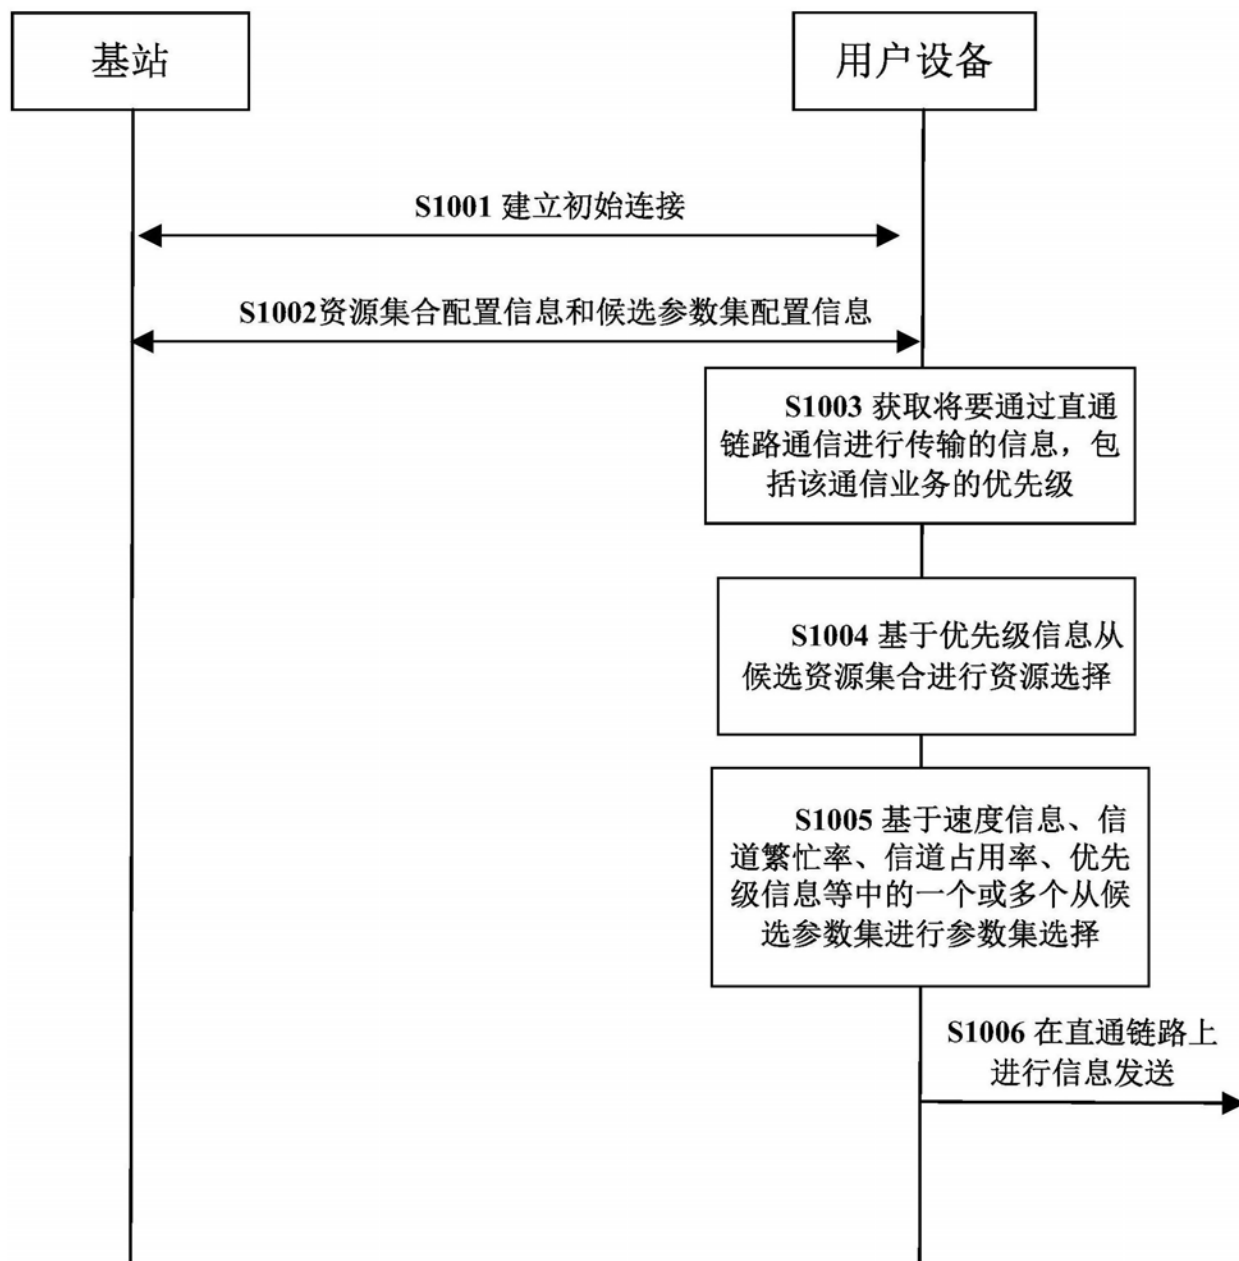 基站
用户设备
S1001 建立初始连接
S1002资源集合配置信息和候选参数集配置信息
S1003 获取将要通过直通
链路通信进行传输的信息，包
括该通信业务的优先级
S1004 基于优先级信息从
候选资源集合进行资源选择
S1005 基于速度信息、信
道繁忙率、信道占用率、优先
级信息等中的一个或多个从候
选参数集进行参数集选择
S1006 在直通链路上
进行信息发送